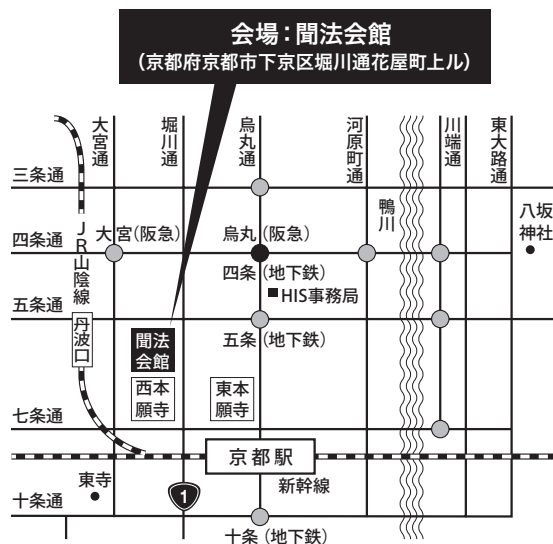 会場：聞法会館
（京都府京都市下京区堀川通花屋町上ル）
大宮通
堀川通
烏丸通
河原町通
川端通
東大路通
三条通
鴨川
八坂
神社
大宮（阪急）
烏丸（阪急）
四条通
JR山陰線
四条（地下鉄）
HIS事務局
五条通
丹波口
聞法
会館
五条（地下鉄）
西本
願寺
東本
願寺
七条通
京都駅
東寺
新幹線
1
十条通
十条（地下鉄）